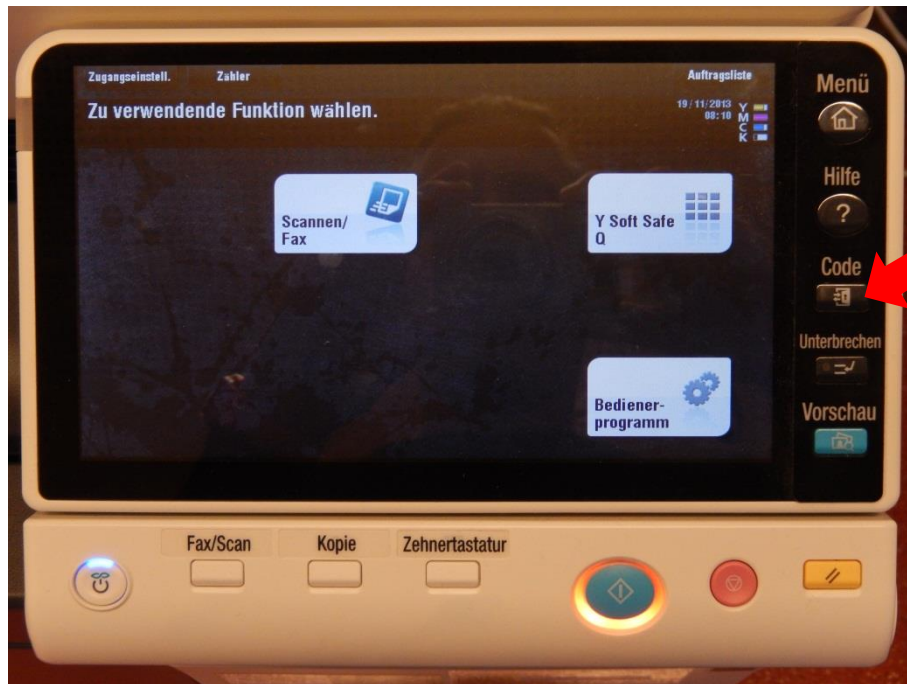 Zugangseinstell. Zähler Auftragsliste
Zu verwendende Funktion wählen.
19/11/2013
08:10
Y
M
C
K
Scannen/
Fax
Y Soft Safe
Q
Bediener-
programm
Menü
Hilfe
?
Code
Unterbrechen
Vorschau
Fax/Scan Kopie Zehnertastatur